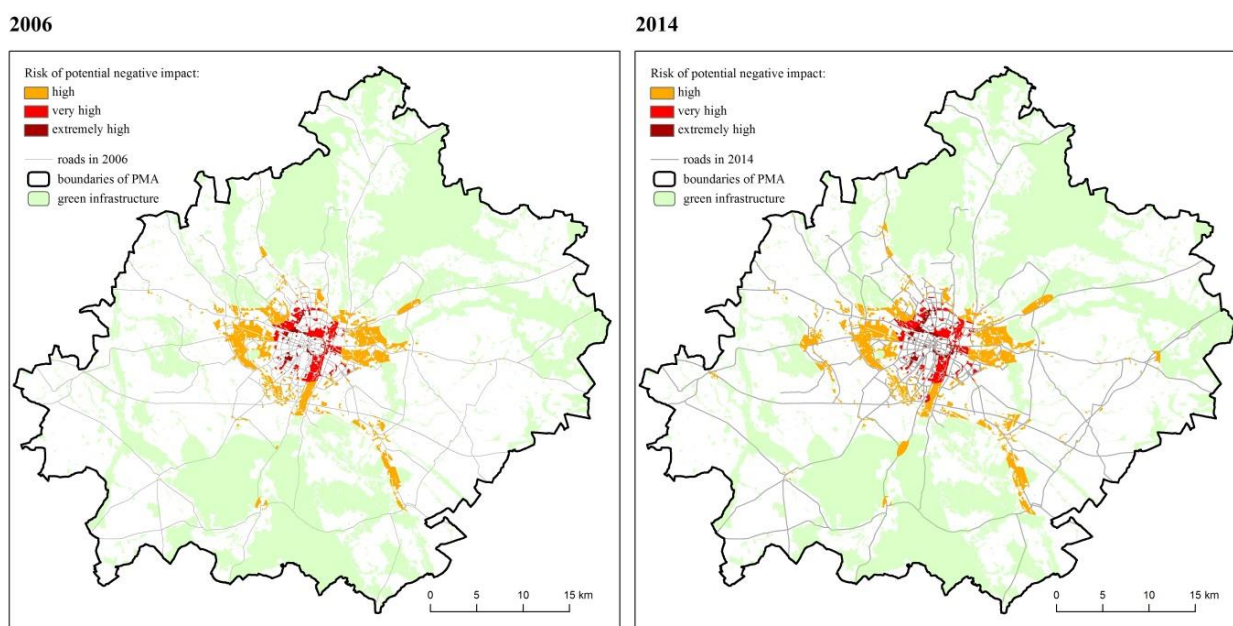 2006
Risk of potential negative impact:
high
very high
extremely high
roads in 2006
boundaries of PMA
green infrastructure
0 5 10 15 km
2014
Risk of potential negative impact:
high
very high
extremely high
roads in 2014
boundaries of PMA
green infrastructure
0 5 10 15 km